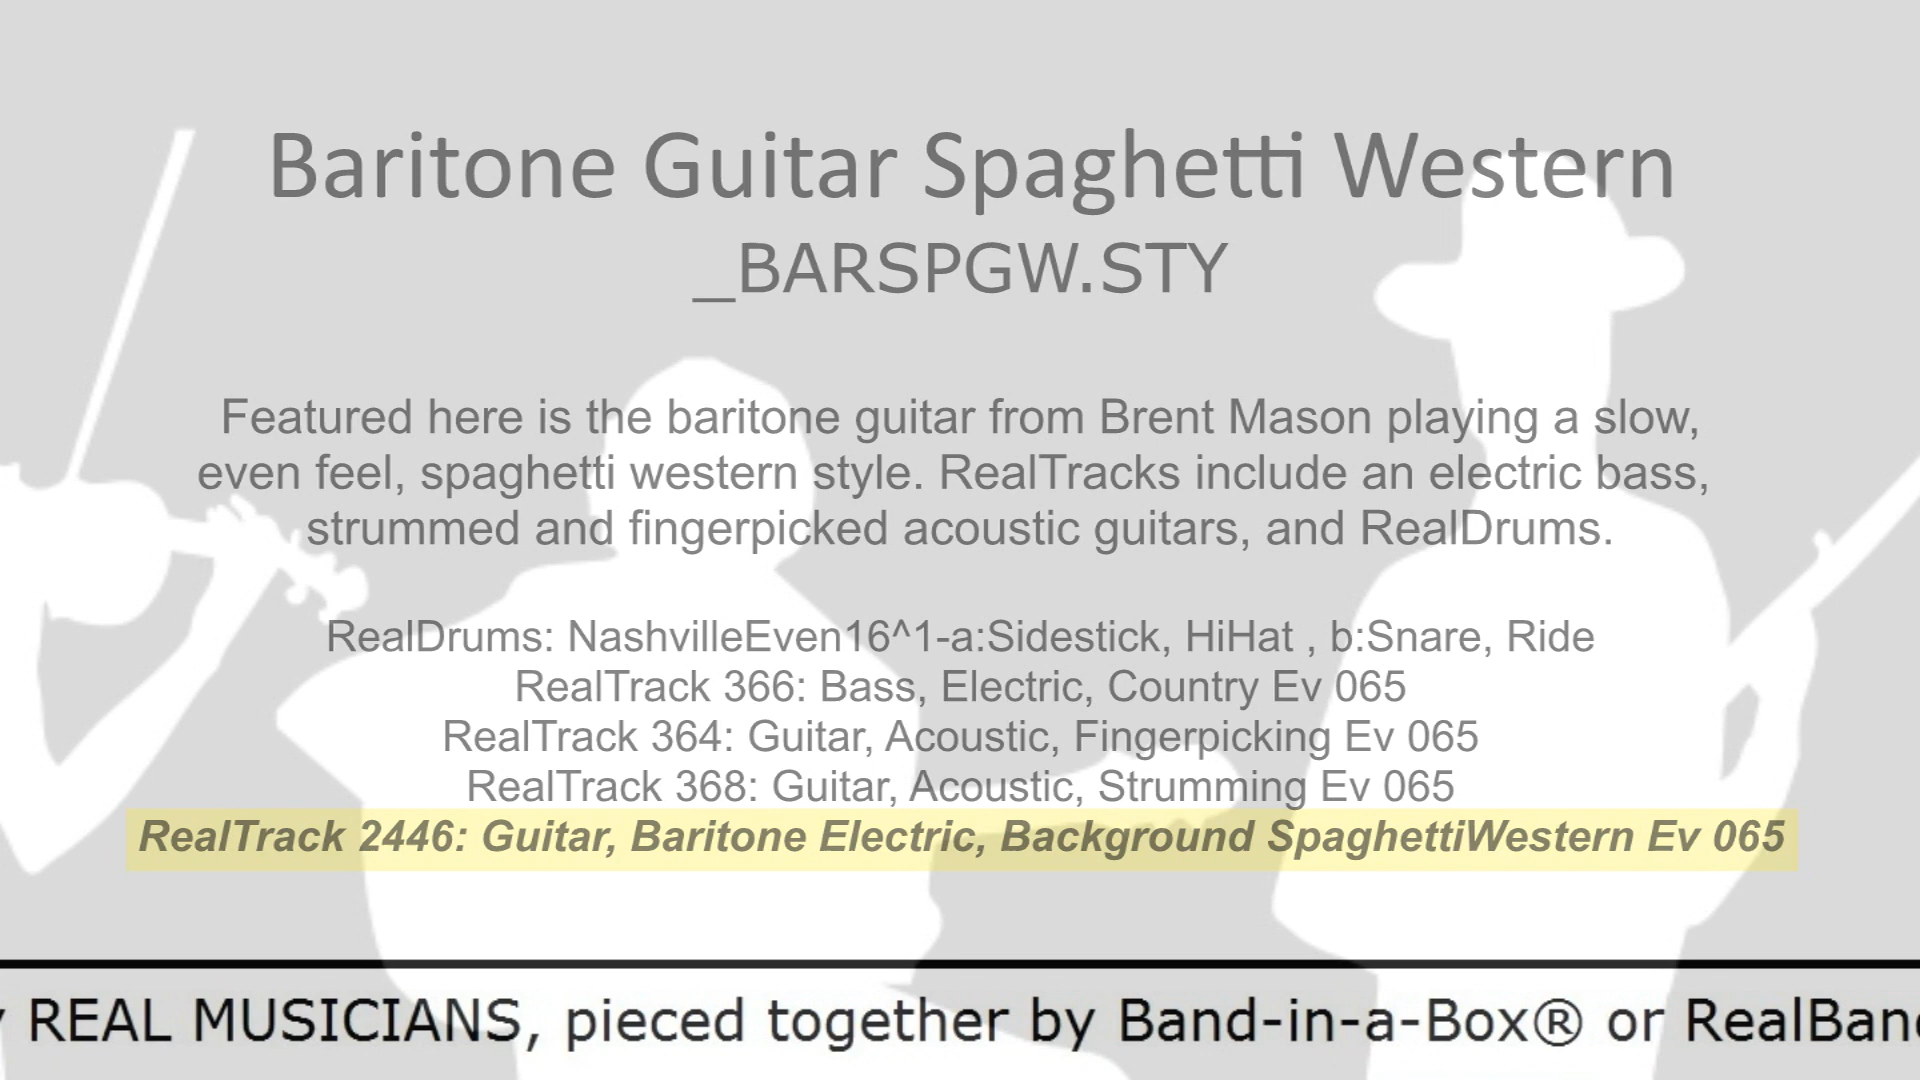 Baritone Guitar Spaghetti Western
_BARSPGW.STY
Featured here is the baritone guitar from Brent Mason playing a slow,
even feel, spaghetti western style. RealTracks include an electric bass,
strummed and fingerpicked acoustic guitars, and RealDrums.
RealDrums: NashvilleEven16^1-a:Sidestick, HiHat , b:Snare, Ride
RealTrack 366: Bass, Electric, Country Ev 065
RealTrack 364: Guitar, Acoustic, Fingerpicking Ev 065
RealTrack 368: Guitar, Acoustic, Strumming Ev 065
RealTrack 2446: Guitar, Baritone Electric, Background SpaghettiWestern Ev 065
REAL MUSICIANS, pieced together by Band-in-a-Box® or